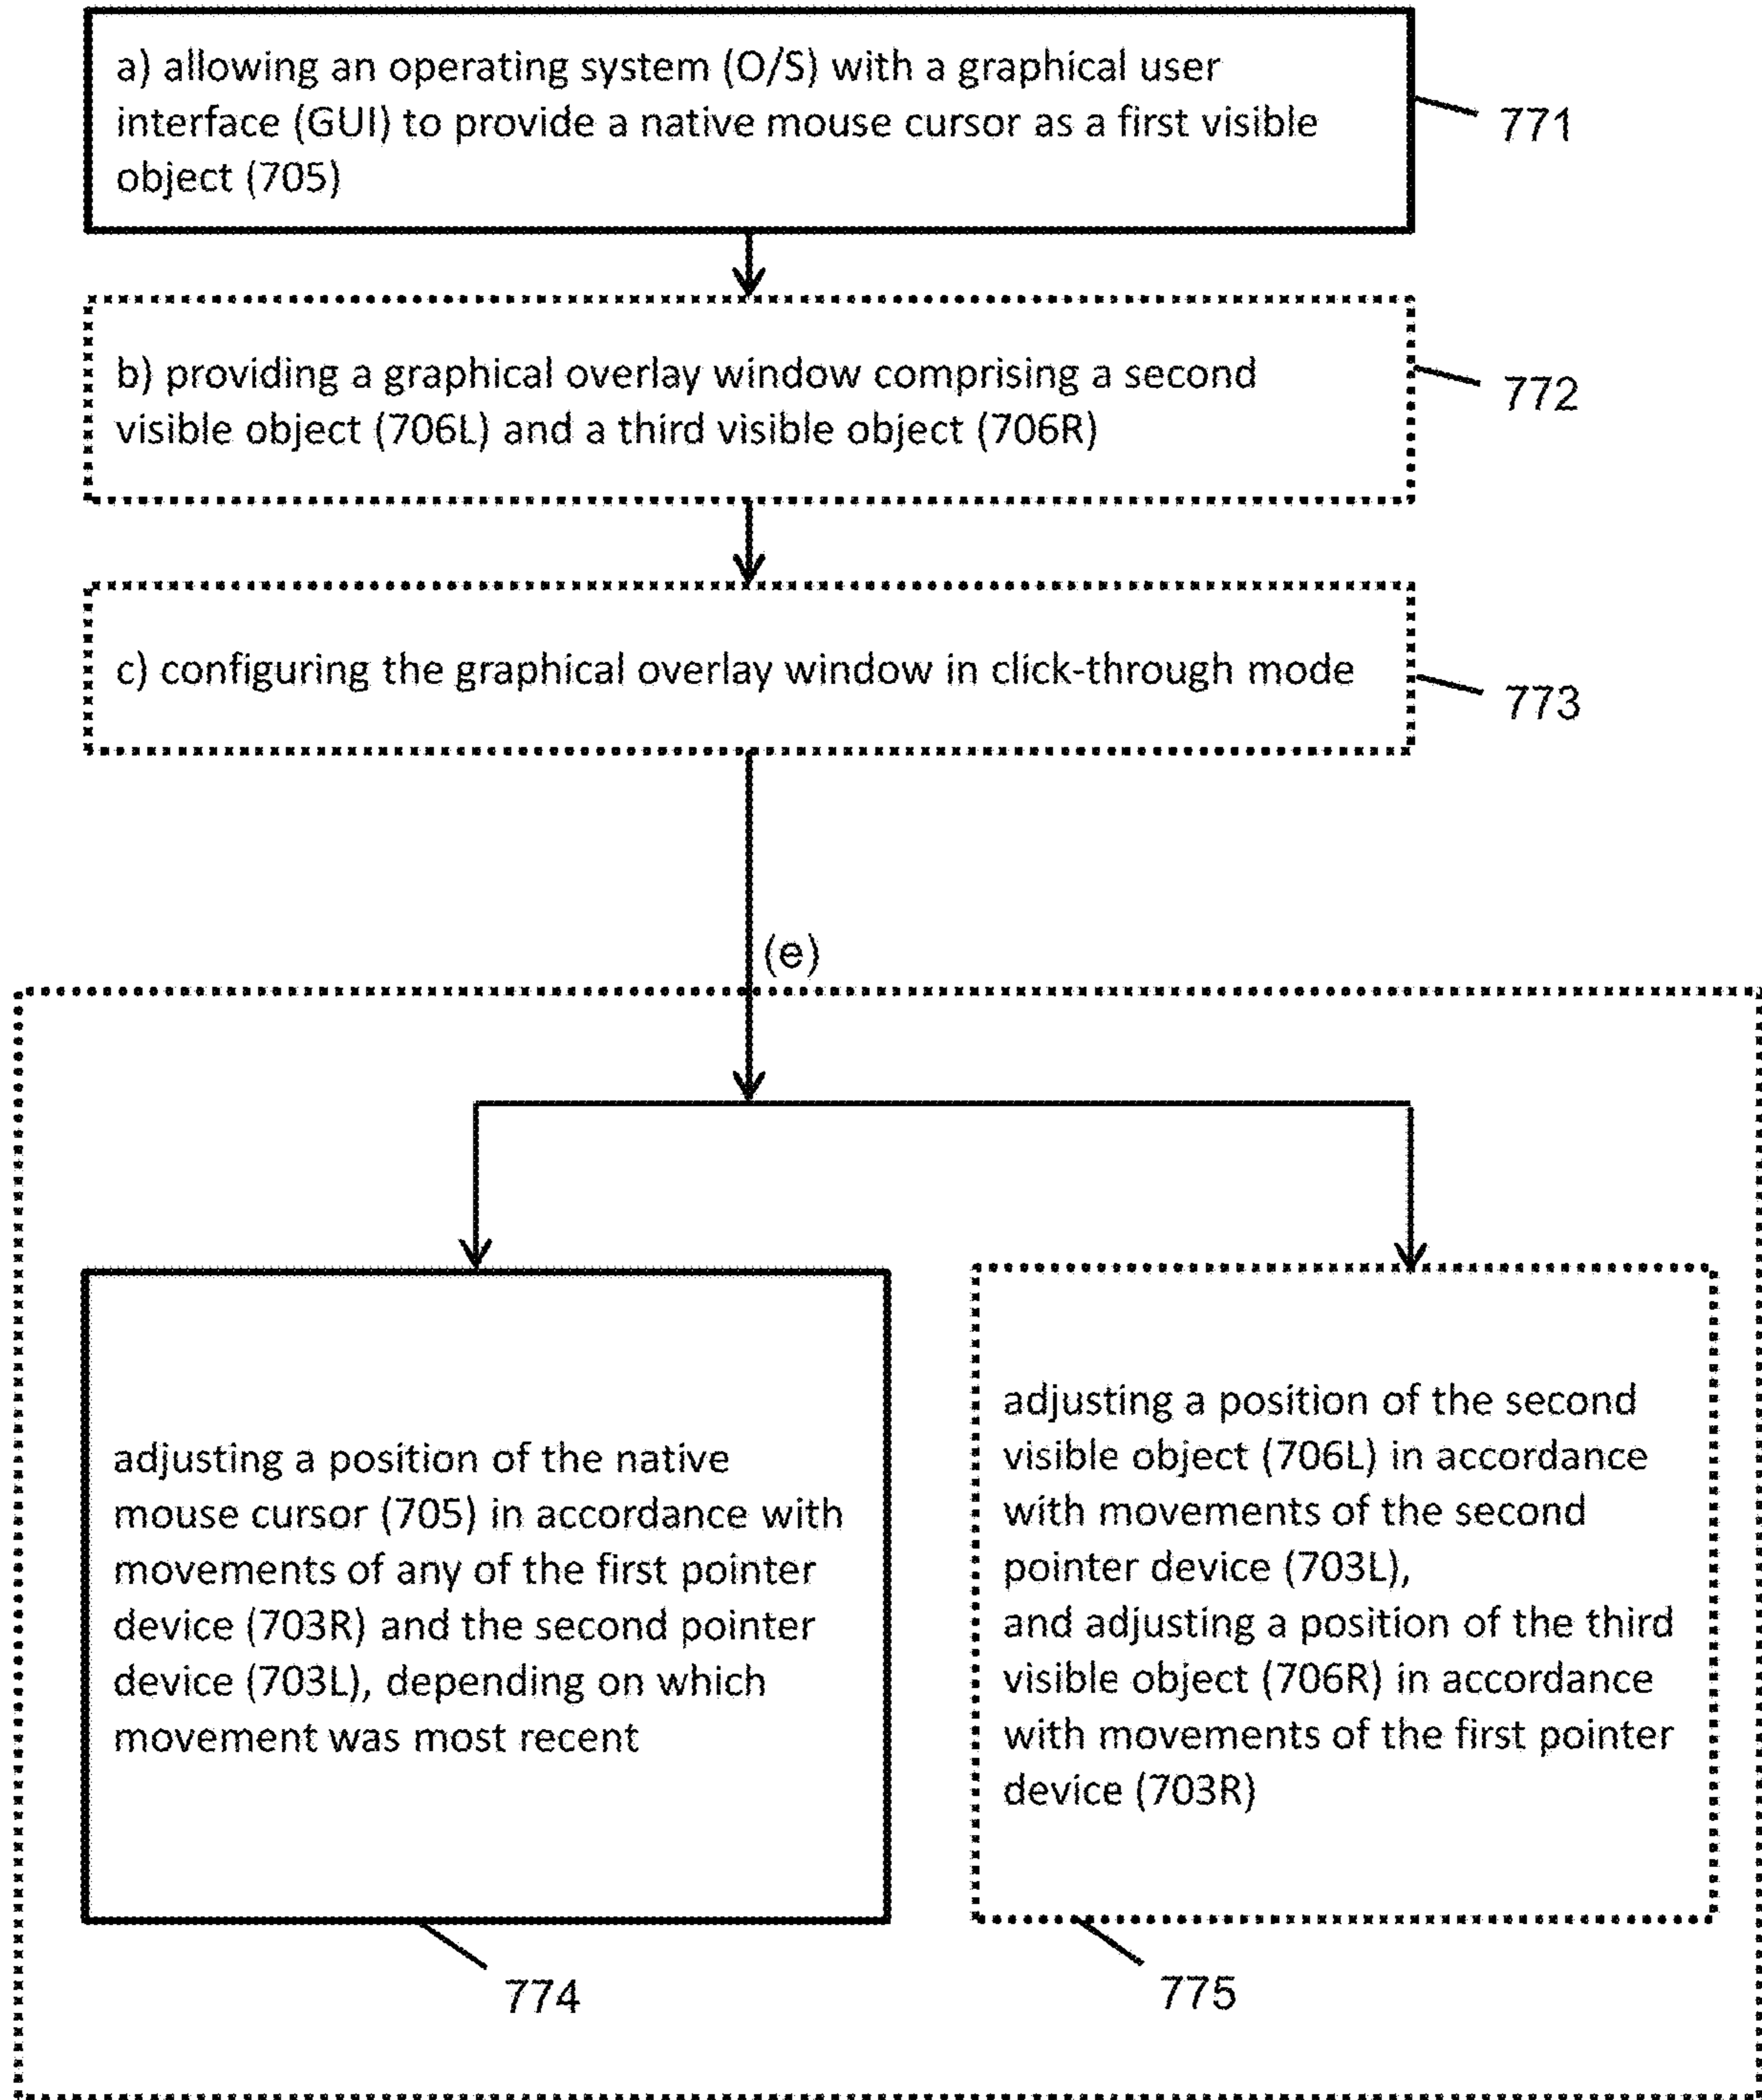 a) allowing an operating system (O/S) with a graphical user
interface (GUI) to provide a native mouse cursor as a first visible
object (705)
771
b) providing a graphical overlay window comprising a second
visible object (706L) and a third visible object (706R)
772
c) configuring the graphical overlay window in click-through mode
773
(e)
adjusting a position of the native
mouse cursor (705) in accordance with
movements of any of the first pointer
device (703R) and the second pointer
device (703L), depending on which
movement was most recent
774
adjusting a position of the second
visible object (706L) in accordance
with movements of the second
pointer device (703L),
and adjusting a position of the third
visible object (706R) in accordance
with movements of the first pointer
device (703R)
775